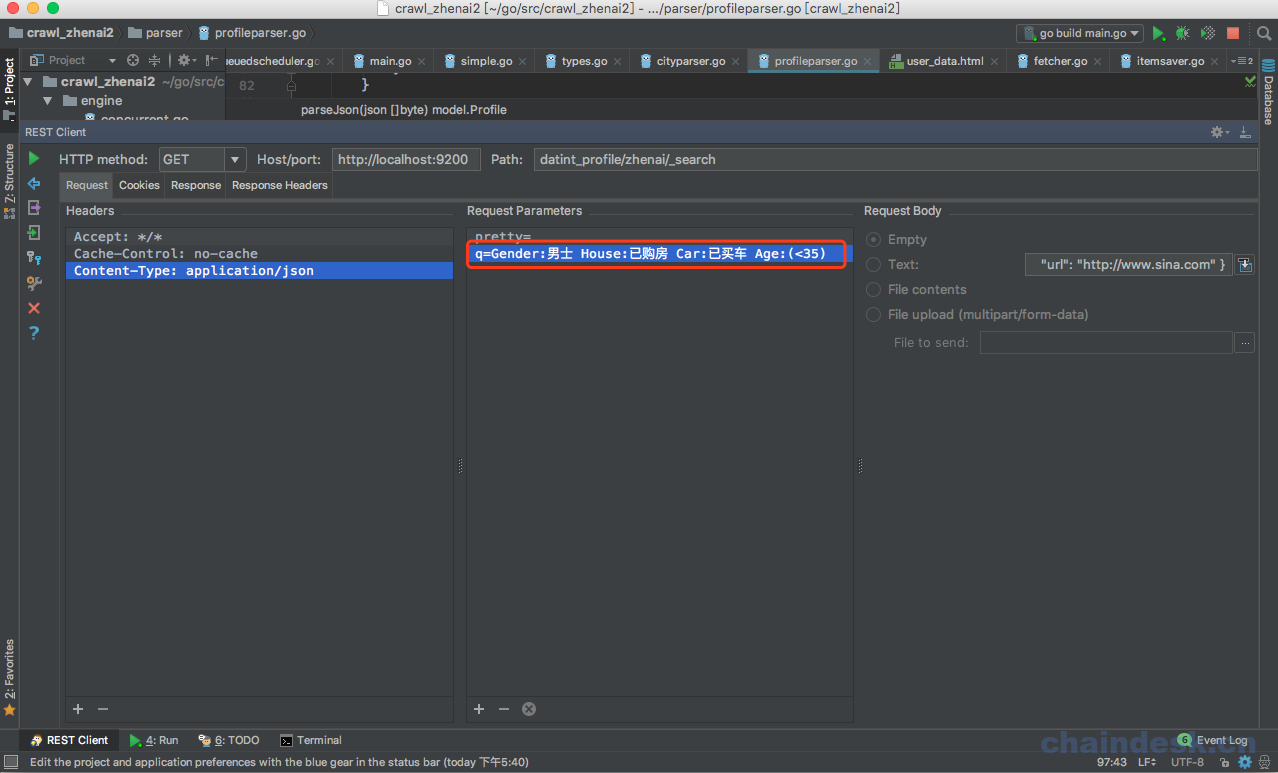 crawl_zhenai2 [~/go/src/crawl_zhenai2] - .../parser/profileparser.go [crawl_zhenai2]
crawl_zhenai2 parser profileparser.go go build main.go
Project queuedscheduler.go main.go simple.go types.go cityparser.go profileparser.go user_data.html fetcher.go itemsaver.go 2
crawl_zhenai2 ~/go/src/c 82 }
engine parseJson(json []byte) model.Profile
concurrent.go
REST Client
HTTP method: GET Host/port: http://localhost:9200 Path: datint_profile/zhenai/_search
Request Cookies Response Response Headers
Headers Request Parameters Request Body
Accept: */* pretty= Empty
Cache-Control: no-cache q=Gender:男士 House:已购房 Car:已买车 Age:(<35)
Content-Type: application/json Text: "url": "http://www.sina.com" }
File contents
File upload (multipart/form-data)
File to send: ...
1: Project
7: Structure
2: Favorites
Database
REST Client 4: Run 6: TODO Terminal 6 Event Log
chaindesk.cn
Edit the project and application preferences with the blue gear in the status bar (today 下午5:40) 97:43 LF UTF-8